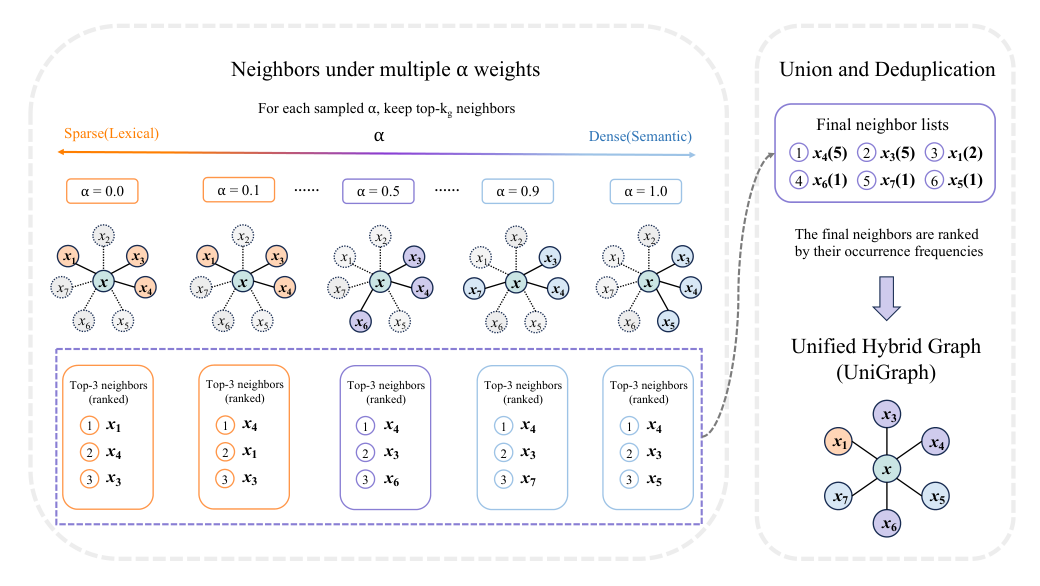 Neighbors under multiple α weights
For each sampled α, keep top-kg neighbors
Sparse(Lexical)
α
Dense(Semantic)
α = 0.0
α = 0.1
......
α = 0.5
......
α = 0.9
α = 1.0
x2
x1
x3
x
x7
x4
x6
x5
x2
x1
x3
x
x7
x4
x6
x5
x2
x1
x3
x
x7
x4
x6
x5
x2
x1
x3
x
x7
x4
x6
x5
x2
x1
x3
x
x7
x4
x6
x5
Top-3 neighbors
(ranked)
1 x1
2 x4
3 x3
Top-3 neighbors
(ranked)
1 x4
2 x1
3 x3
Top-3 neighbors
(ranked)
1 x4
2 x3
3 x6
Top-3 neighbors
(ranked)
1 x4
2 x3
3 x7
Top-3 neighbors
(ranked)
1 x4
2 x3
3 x5
Union and Deduplication
Final neighbor lists
1 x4(5) 2 x3(5) 3 x1(2)
4 x6(1) 5 x7(1) 6 x5(1)
The final neighbors are ranked
by their occurrence frequencies
Unified Hybrid Graph
(UniGraph)
x3
x1
x4
x
x7
x5
x6